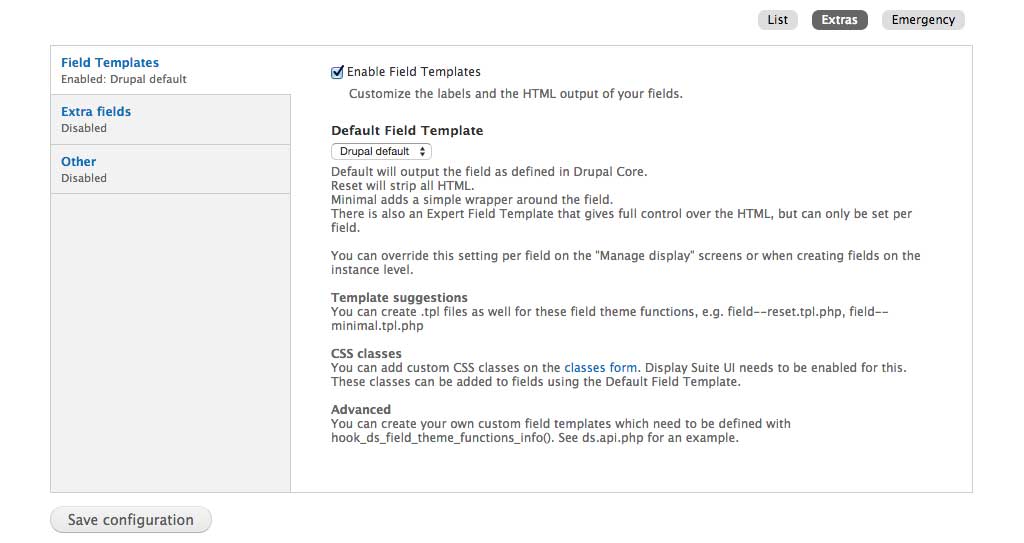 List
Extras
Emergency
Field Templates
Enabled: Drupal default
Extra fields
Disabled
Other
Disabled
Enable Field Templates
Customize the labels and the HTML output of your fields.
Default Field Template
Drupal default
Default will output the field as defined in Drupal Core.
Reset will strip all HTML.
Minimal adds a simple wrapper around the field.
There is also an Expert Field Template that gives full control over the HTML, but can only be set per
field.
You can override this setting per field on the "Manage display" screens or when creating fields on the
instance level.
Template suggestions
You can create .tpl files as well for these field theme functions, e.g. field--reset.tpl.php, field--
minimal.tpl.php
CSS classes
You can add custom CSS classes on the classes form. Display Suite UI needs to be enabled for this.
These classes can be added to fields using the Default Field Template.
Advanced
You can create your own custom field templates which need to be defined with
hook_ds_field_theme_functions_info(). See ds.api.php for an example.
Save configuration